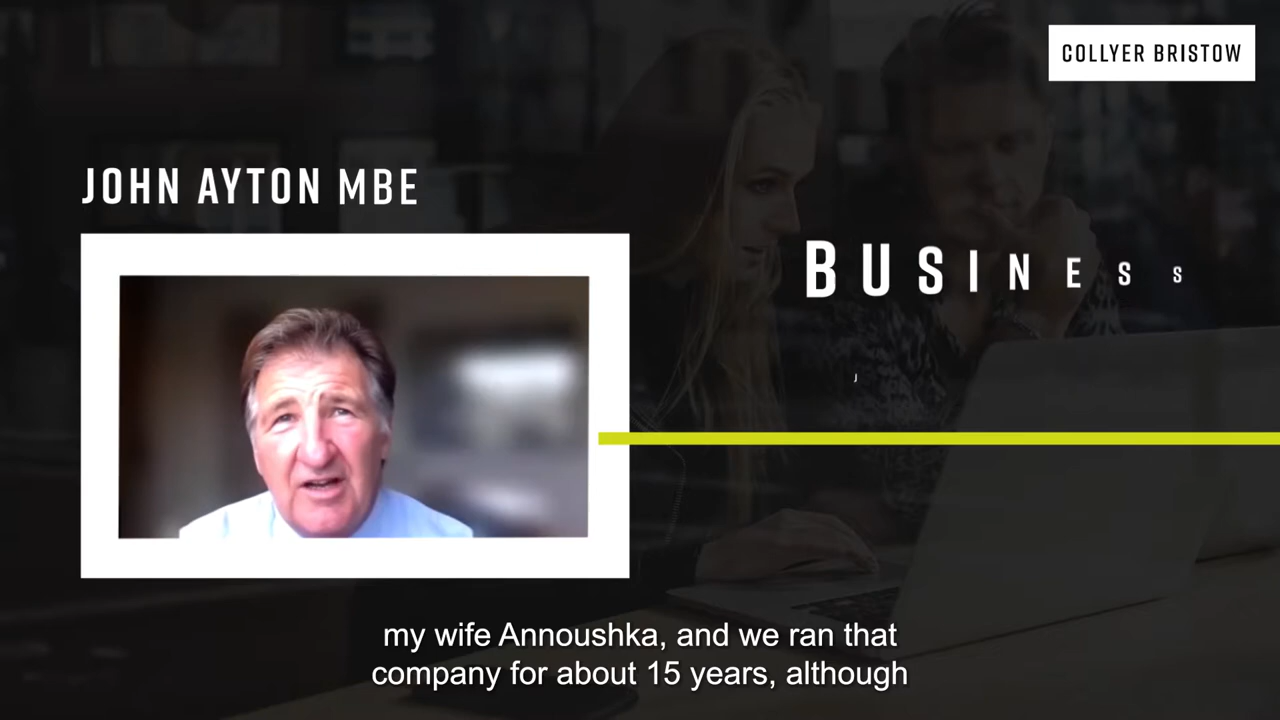 COLLYER BRISTOW
JOHN AYTON MBE
BUSINESS
J
my wife Annoushka, and we ran that
company for about 15 years, although